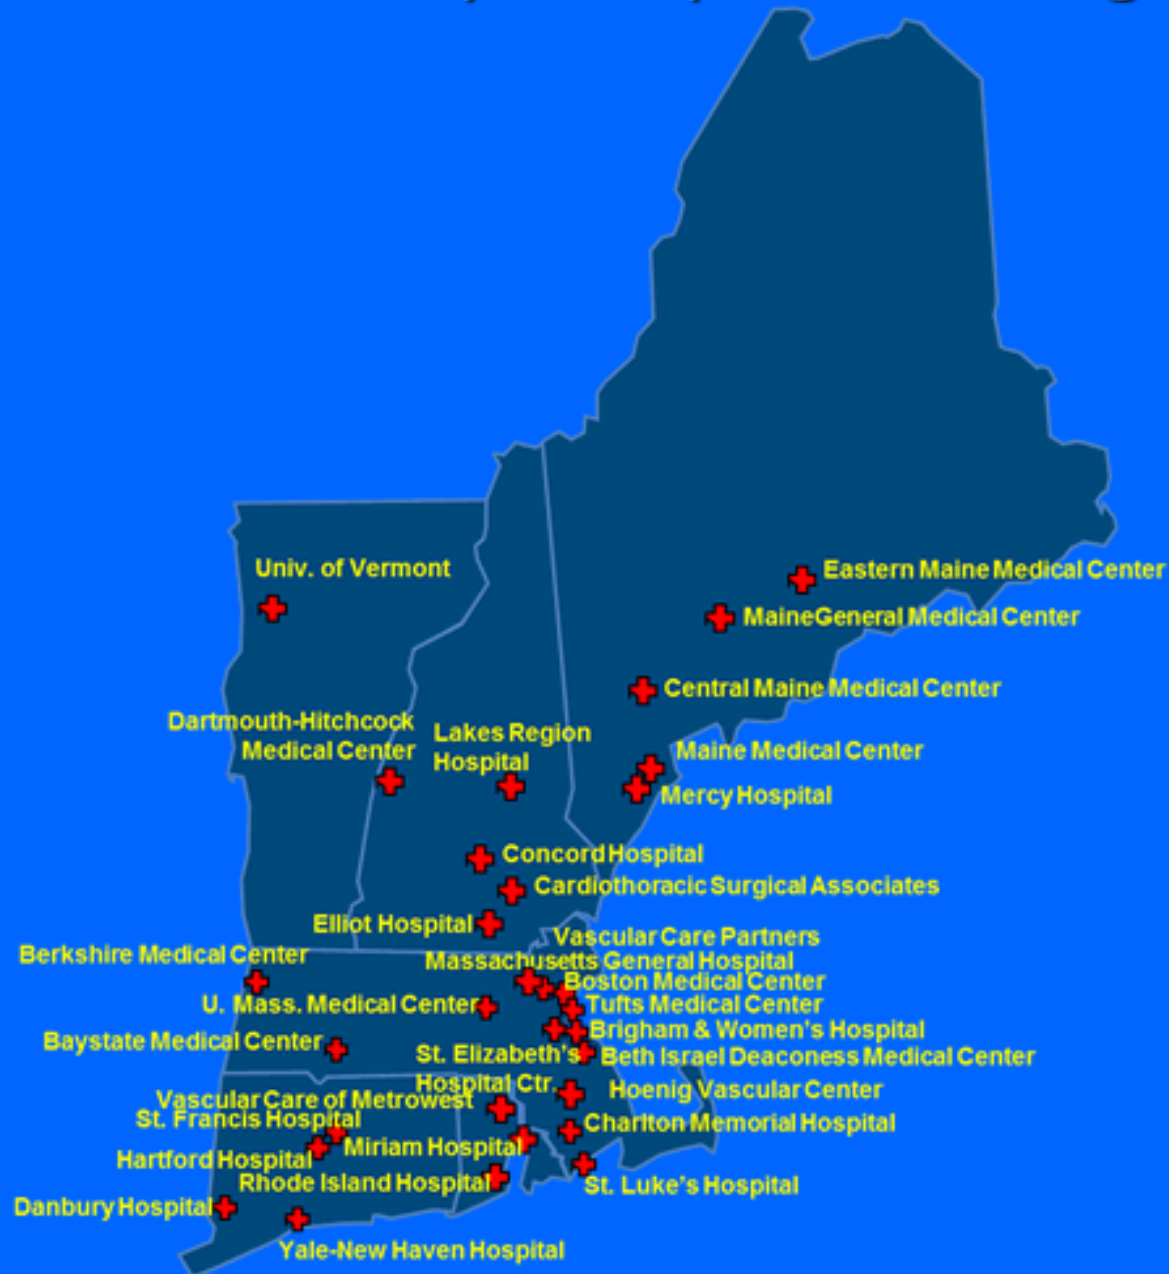 Univ. of Vermont
Eastern Maine Medical Center
MaineGeneral Medical Center
Central Maine Medical Center
Dartmouth-Hitchcock
Medical Center
Lakes Region
Hospital
Maine Medical Center
Mercy Hospital
Concord Hospital
Cardiothoracic Surgical Associates
Elliot Hospital
Vascular Care Partners
Berkshire Medical Center
Massachusetts General Hospital
Boston Medical Center
U. Mass. Medical Center
Tufts Medical Center
Brigham & Women's Hospital
Baystate Medical Center
St. Elizabeth's
Hospital Ctr.
Beth Israel Deaconess Medical Center
Hoenig Vascular Center
Vascular Care of Metrowest
St. Francis Hospital
Charlton Memorial Hospital
Miriam Hospital
Hartford Hospital
Rhode Island Hospital
St. Luke's Hospital
Danbury Hospital
Yale-New Haven Hospital